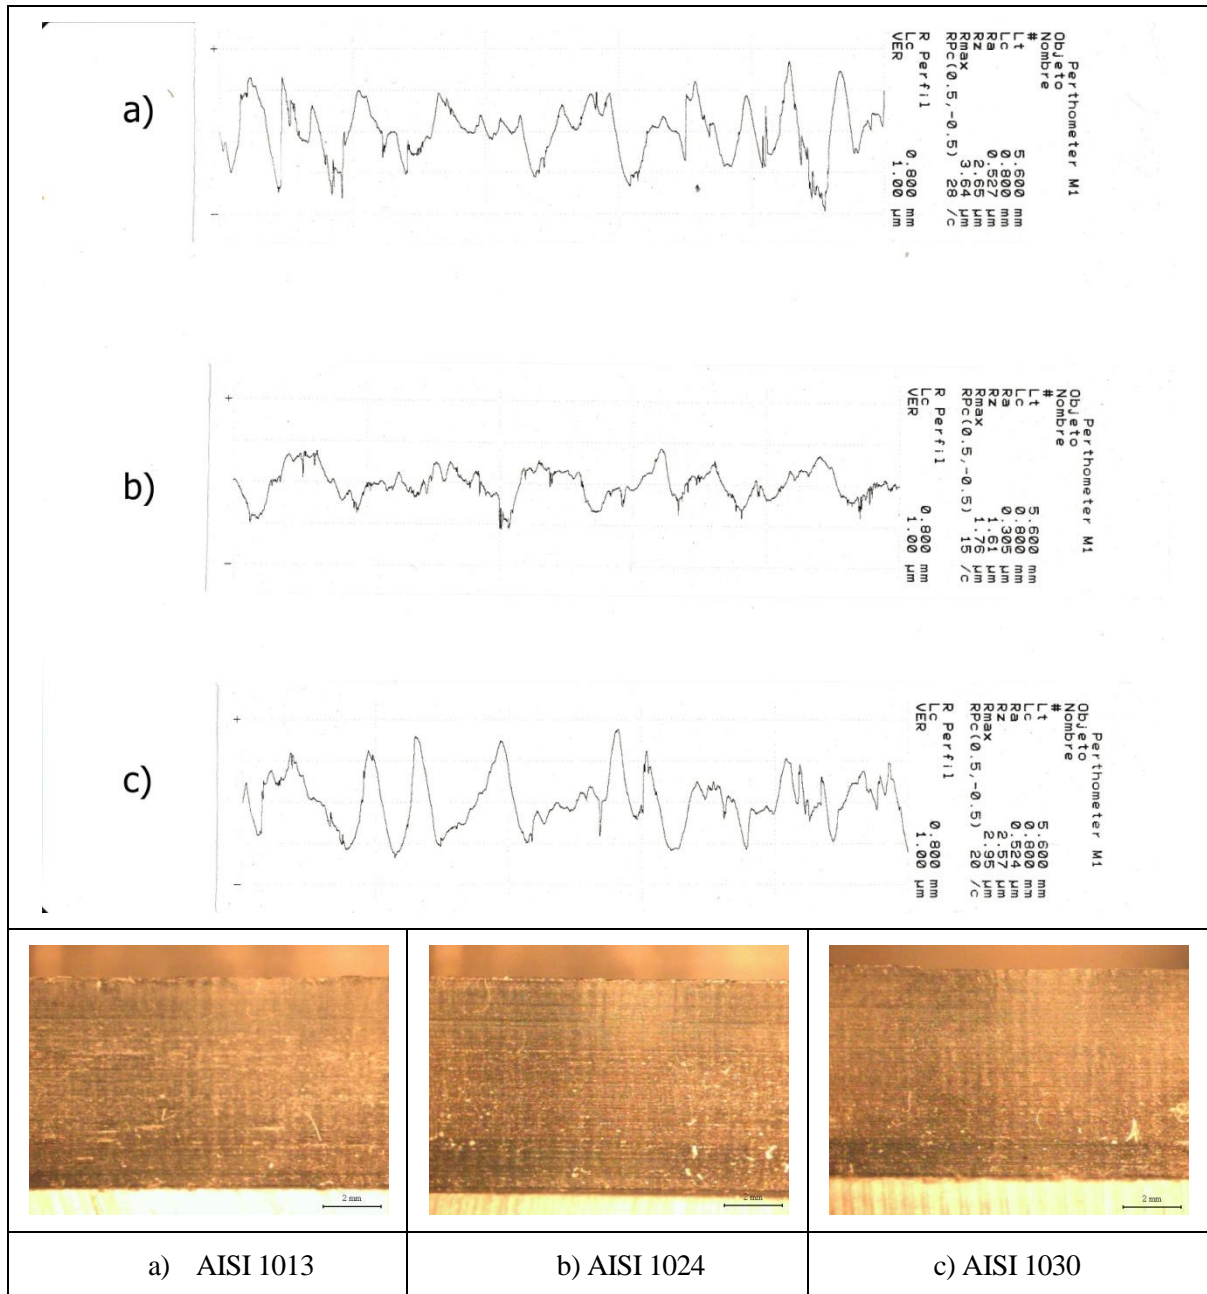 a)
+
-
Perthometer M1
Objeto
Nombre
#
Lt 5.600 mm
Lc 0.800 mm
Ra 0.527 µm
Rz 2.65 µm
Rmax 3.64 µm
RPc(0.5,-0.5) 28 /c
R Perfil
Lc 0.800 mm
VER 1.00 µm
b)
+
-
Perthometer M1
Objeto
Nombre
#
Lt 5.600 mm
Lc 0.800 mm
Ra 0.305 µm
Rz 1.61 µm
Rmax 1.76 µm
RPc(0.5,-0.5) 15 /c
R Perfil
Lc 0.800 mm
VER 1.00 µm
c)
+
-
Perthometer M1
Objeto
Nombre
#
Lt 5.600 mm
Lc 0.800 mm
Ra 0.524 µm
Rz 2.57 µm
Rmax 2.95 µm
RPc(0.5,-0.5) 20 /c
R Perfil
Lc 0.800 mm
VER 1.00 µm
2 mm
2 mm
2 mm
a) AISI 1013
b) AISI 1024
c) AISI 1030